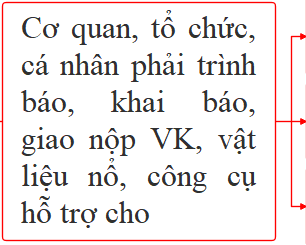 Cơ quan, tổ chức,
cá nhân phải trình
báo, khai báo,
giao nộp VK, vật
liệu nổ, công cụ
hỗ trợ cho